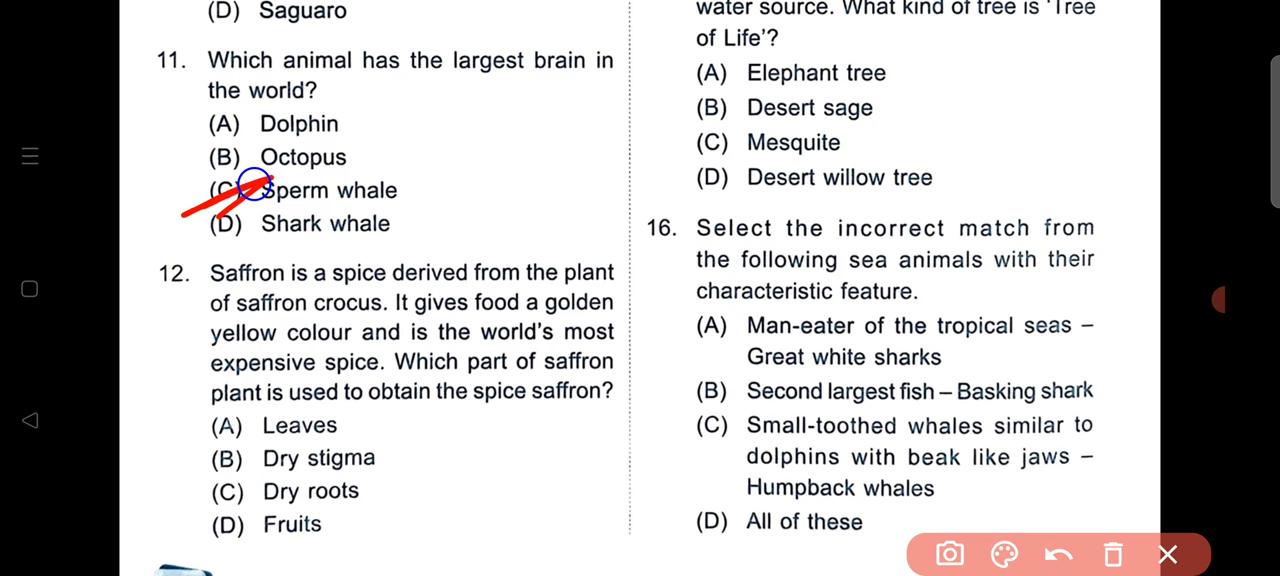 (D) Saguaro
11. Which animal has the largest brain in
the world?
(A) Dolphin
(B) Octopus
(C) Sperm whale
(D) Shark whale
12. Saffron is a spice derived from the plant
of saffron crocus. It gives food a golden
yellow colour and is the world's most
expensive spice. Which part of saffron
plant is used to obtain the spice saffron?
(A) Leaves
(B) Dry stigma
(C) Dry roots
(D) Fruits
water source. What kind of tree is 'Tree
of Life'?
(A) Elephant tree
(B) Desert sage
(C) Mesquite
(D) Desert willow tree
16. Select the incorrect match from
the following sea animals with their
characteristic feature.
(A) Man-eater of the tropical seas –
Great white sharks
(B) Second largest fish – Basking shark
(C) Small-toothed whales similar to
dolphins with beak like jaws –
Humpback whales
(D) All of these